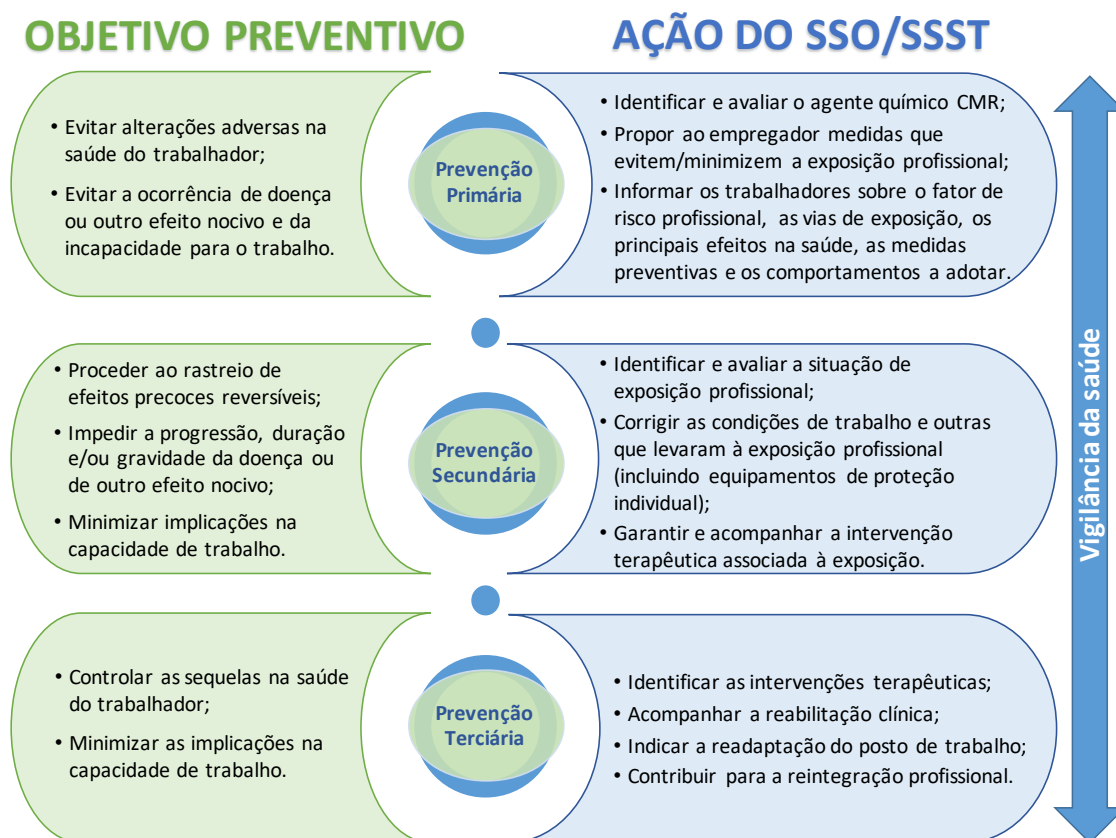 OBJETIVO PREVENTIVO
AÇÃO DO SSO/SSST
• Evitar alterações adversas na
saúde do trabalhador;
• Evitar a ocorrência de doença
ou outro efeito nocivo e da
incapacidade para o trabalho.
Prevenção
Primária
• Identificar e avaliar o agente químico CMR;
• Propor ao empregador medidas que
evitem/minimizem a exposição profissional;
• Informar os trabalhadores sobre o fator de
risco profissional, as vias de exposição, os
principais efeitos na saúde, as medidas
preventivas e os comportamentos a adotar.
• Proceder ao rastreio de
efeitos precoces reversíveis;
• Impedir a progressão, duração
e/ou gravidade da doença ou
de outro efeito nocivo;
• Minimizar implicações na
capacidade de trabalho.
Prevenção
Secundária
• Identificar e avaliar a situação de
exposição profissional;
• Corrigir as condições de trabalho e outras
que levaram à exposição profissional
(incluindo equipamentos de proteção
individual);
• Garantir e acompanhar a intervenção
terapêutica associada à exposição.
• Controlar as sequelas na saúde
do trabalhador;
• Minimizar as implicações na
capacidade de trabalho.
Prevenção
Terciária
• Identificar as intervenções terapêuticas;
• Acompanhar a reabilitação clínica;
• Indicar a readaptação do posto de trabalho;
• Contribuir para a reintegração profissional.
Vigilância da saúde